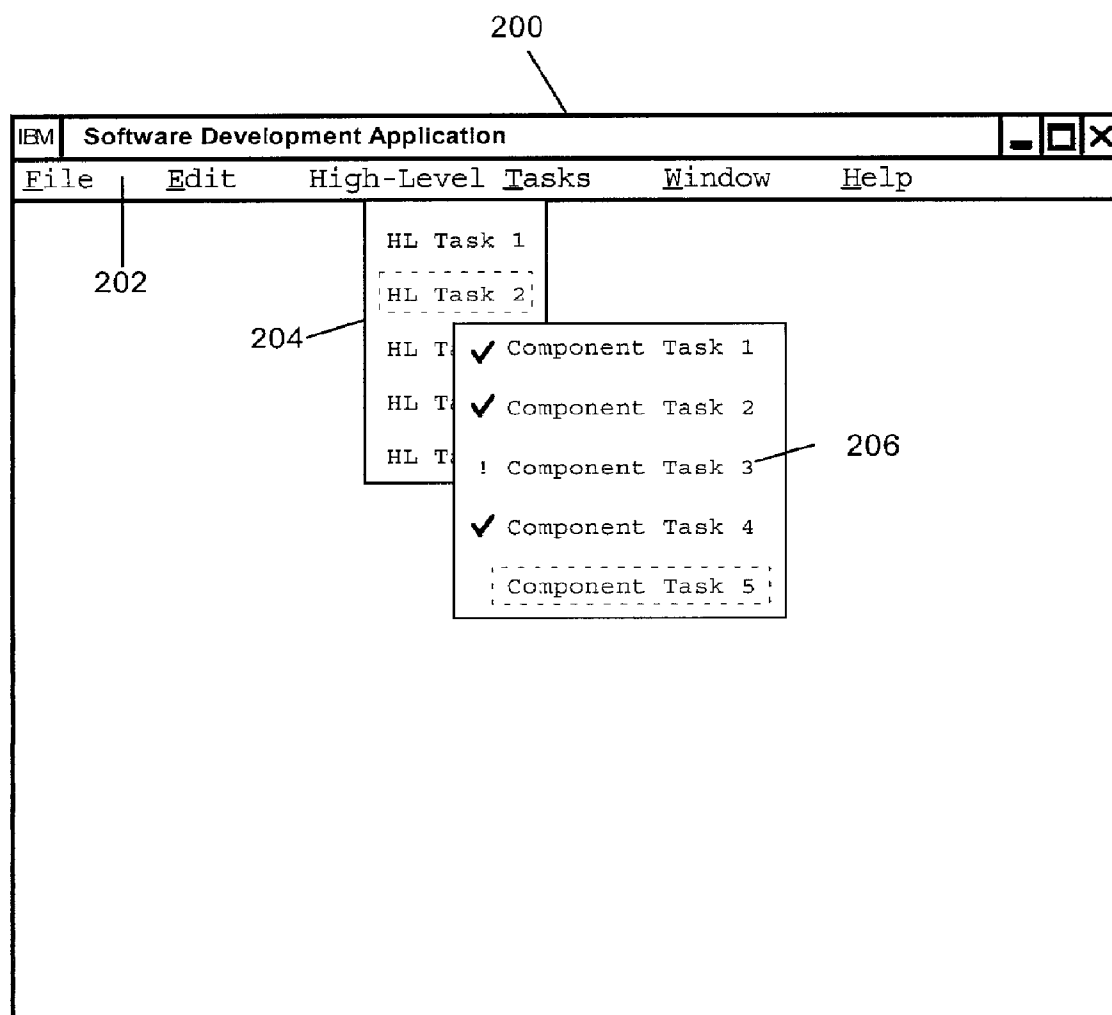 200
IBM Software Development Application
File Edit High-Level Tasks Window Help
202
HL Task 1
HL Task 2
204
HL Ta
HL Ta
HL Ta
✓ Component Task 1
✓ Component Task 2
! Component Task 3
206
✓ Component Task 4
Component Task 5